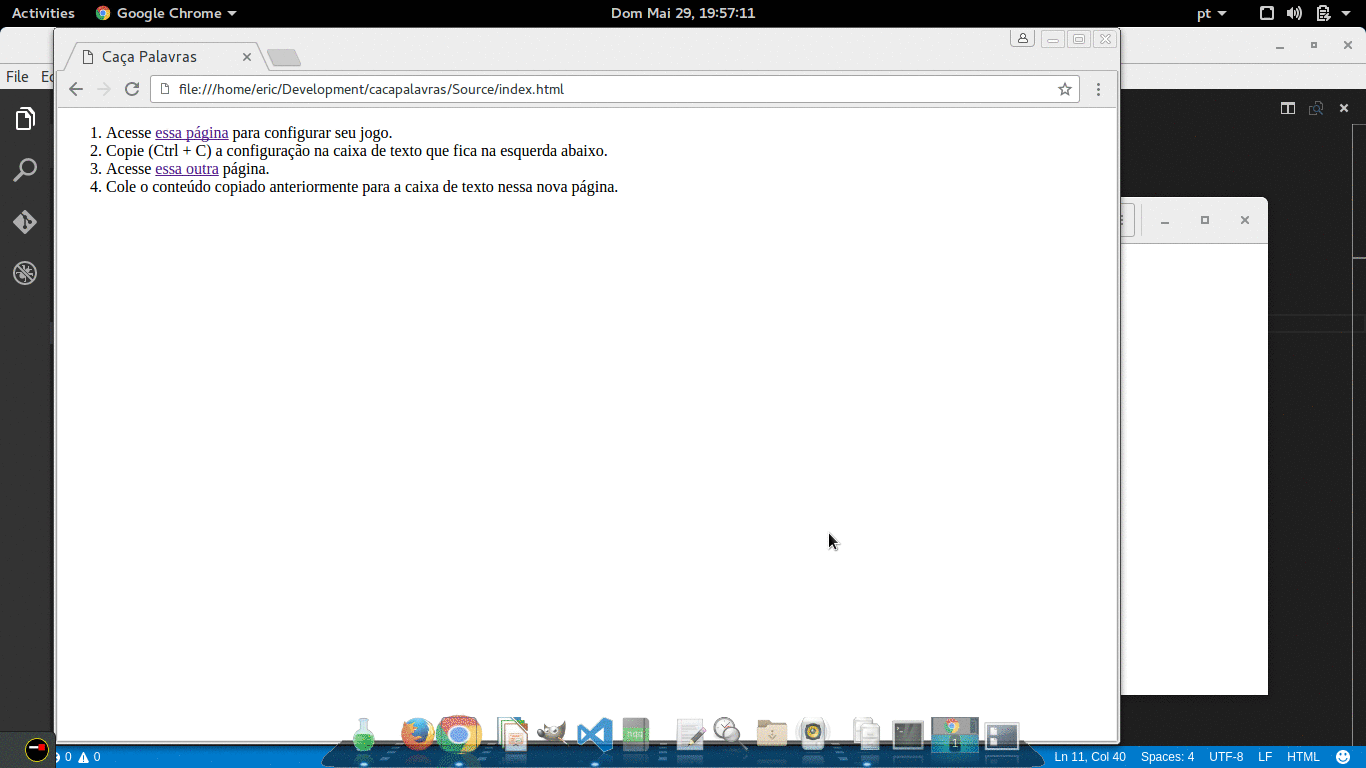 Activities Google Chrome Dom Mai 29, 19:57:11 pt
Caça Palavras
File
file:///home/eric/Development/cacapalavras/Source/index.html
1. Acesse essa página para configurar seu jogo.
2. Copie (Ctrl + C) a configuração na caixa de texto que fica na esquerda abaixo.
3. Acesse essa outra página.
4. Cole o conteúdo copiado anteriormente para a caixa de texto nessa nova página.
1
0 0 Ln 11, Col 40 Spaces: 4 UTF-8 LF HTML